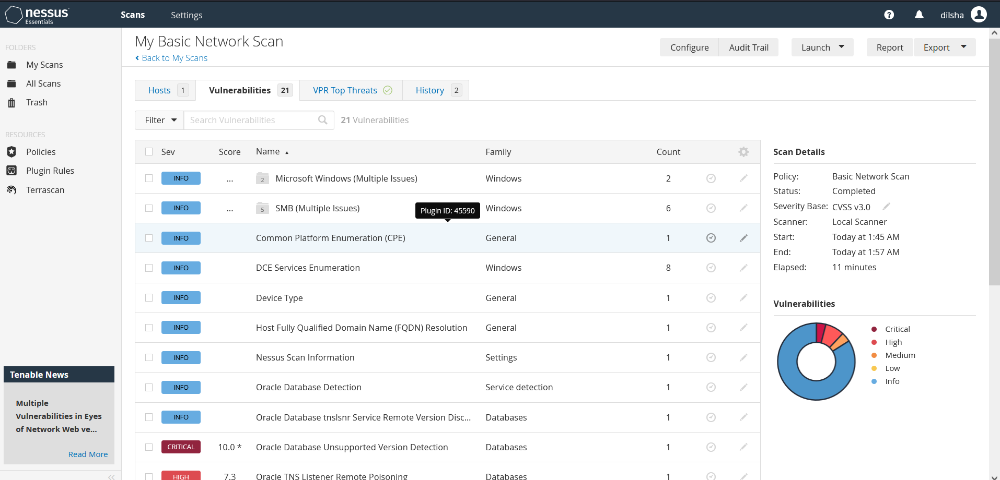 nessus
Essentials
Scans
Settings
dilsha
FOLDERS
My Scans
All Scans
Trash
RESOURCES
Policies
Plugin Rules
Terrascan
Tenable News
Multiple
Vulnerabilities in Eyes
of Network Web ve...
Read More
My Basic Network Scan
Back to My Scans
Configure
Audit Trail
Launch
Report
Export
Hosts 1
Vulnerabilities 21
VPR Top Threats
History 2
Filter
Search Vulnerabilities
21 Vulnerabilities
Sev Score Name Family Count
INFO ... 2 Microsoft Windows (Multiple Issues) Windows 2
INFO ... 5 SMB (Multiple Issues) Windows 6
Plugin ID: 45590
INFO Common Platform Enumeration (CPE) General 1
INFO DCE Services Enumeration Windows 8
INFO Device Type General 1
INFO Host Fully Qualified Domain Name (FQDN) Resolution General 1
INFO Nessus Scan Information Settings 1
INFO Oracle Database Detection Service detection 1
INFO Oracle Database tnslsnr Service Remote Version Disc... Databases 1
CRITICAL 10.0 * Oracle Database Unsupported Version Detection Databases 1
HIGH 7.3 Oracle TNS Listener Remote Poisoning Databases 1
Scan Details
Policy: Basic Network Scan
Status: Completed
Severity Base: CVSS v3.0
Scanner: Local Scanner
Start: Today at 1:45 AM
End: Today at 1:57 AM
Elapsed: 11 minutes
Vulnerabilities
Critical
High
Medium
Low
Info